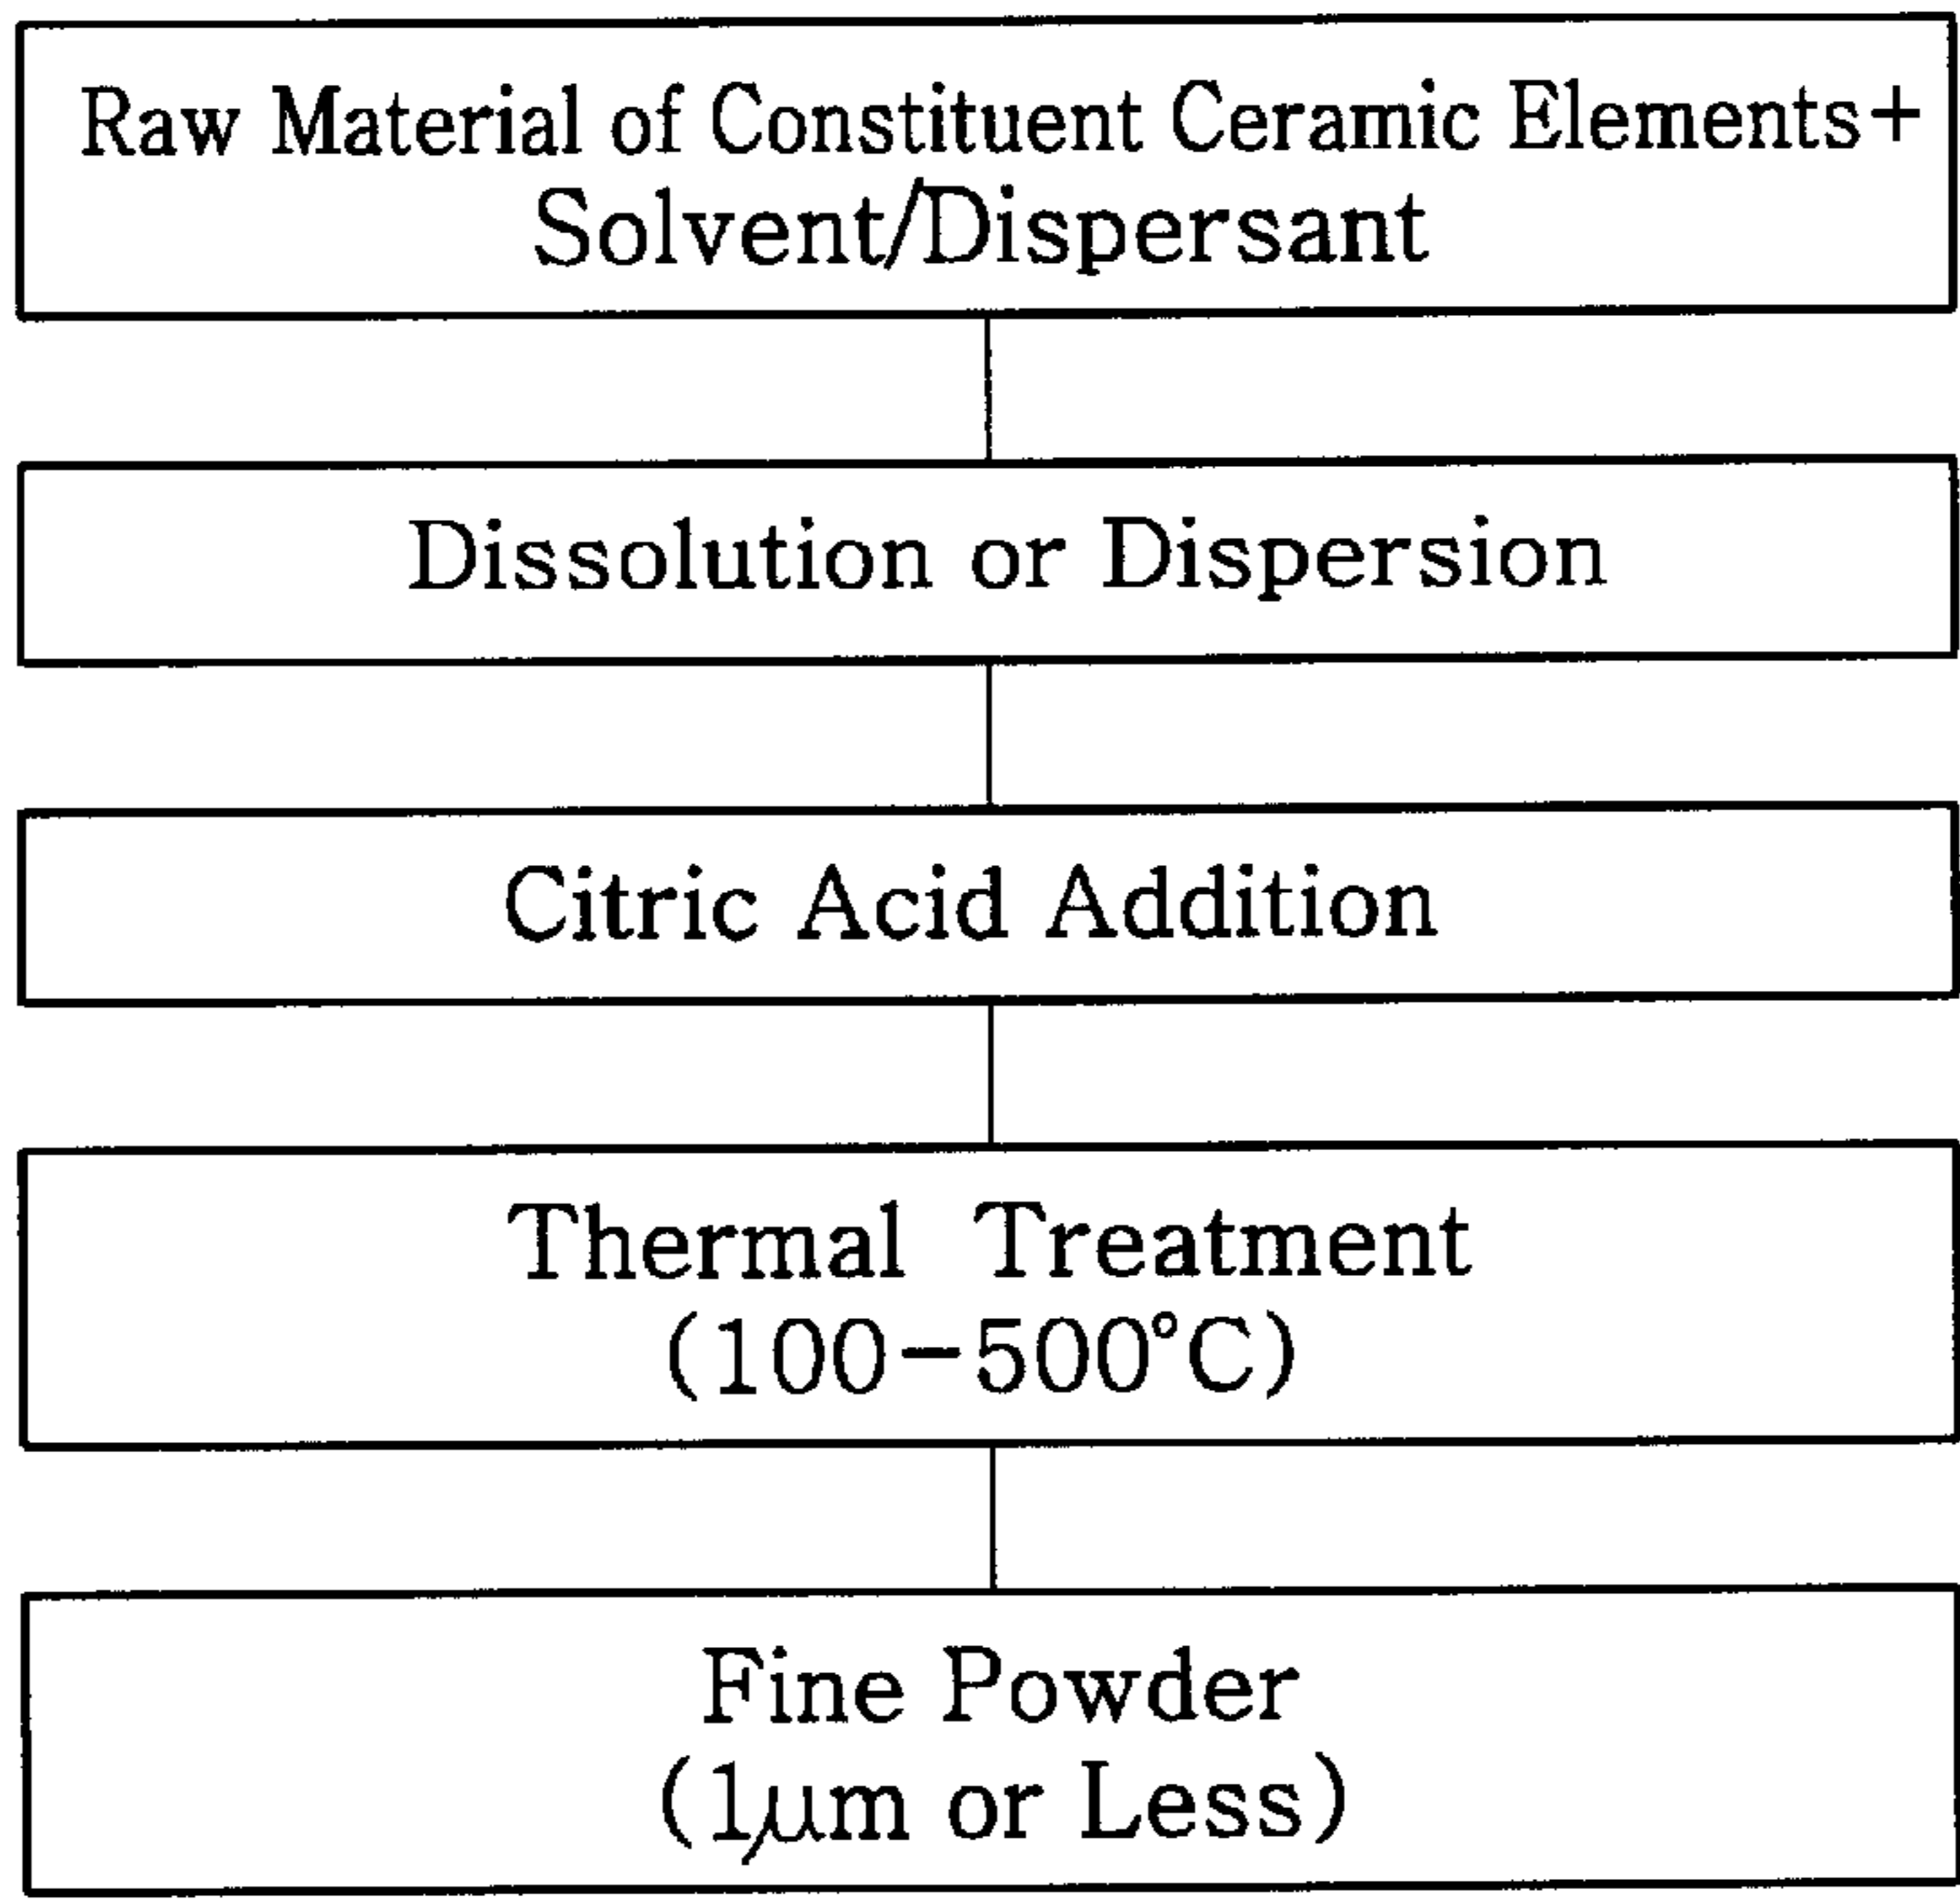 Raw Material of Constituent Ceramic Elements+
Solvent/Dispersant
Dissolution or Dispersion
Citric Acid Addition
Thermal Treatment
(100-500°C)
Fine Powder
(1μm or Less)